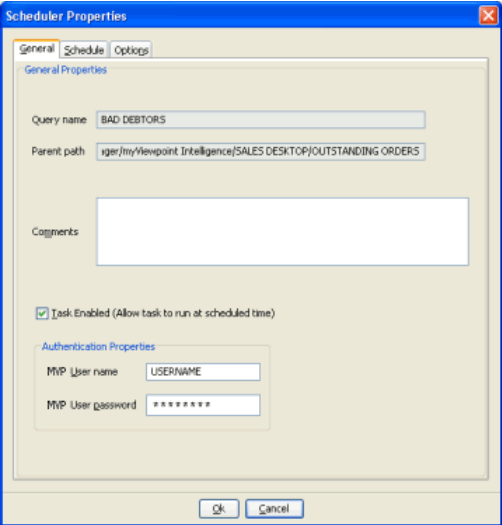 Scheduler Properties
General Schedule Options
General Properties
Query name BAD DEBTORS
Parent path ıger/myViewpoint Intelligence/SALES DESKTOP/OUTSTANDING ORDERS
Comments
Task Enabled (Allow task to run at scheduled time)
Authentication Properties
MVP User name USERNAME
MVP User password ********
Ok Cancel